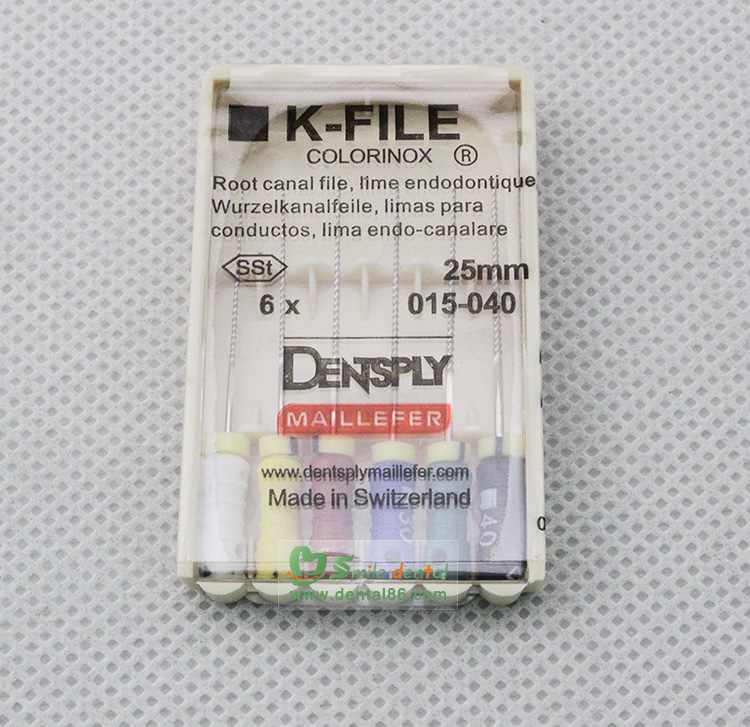 K-FILE
COLORINOX ®
Root canal file, lime endodontique
Wurzelkanalfeile, limas para
conductos, lima endo-canalare
SSt 25mm
6 x 015-040
DENTSPLY
MAILLEFER
www.dentsplymaillefer.com
Made in Switzerland
30
40
Smile dental
www.dental86.com